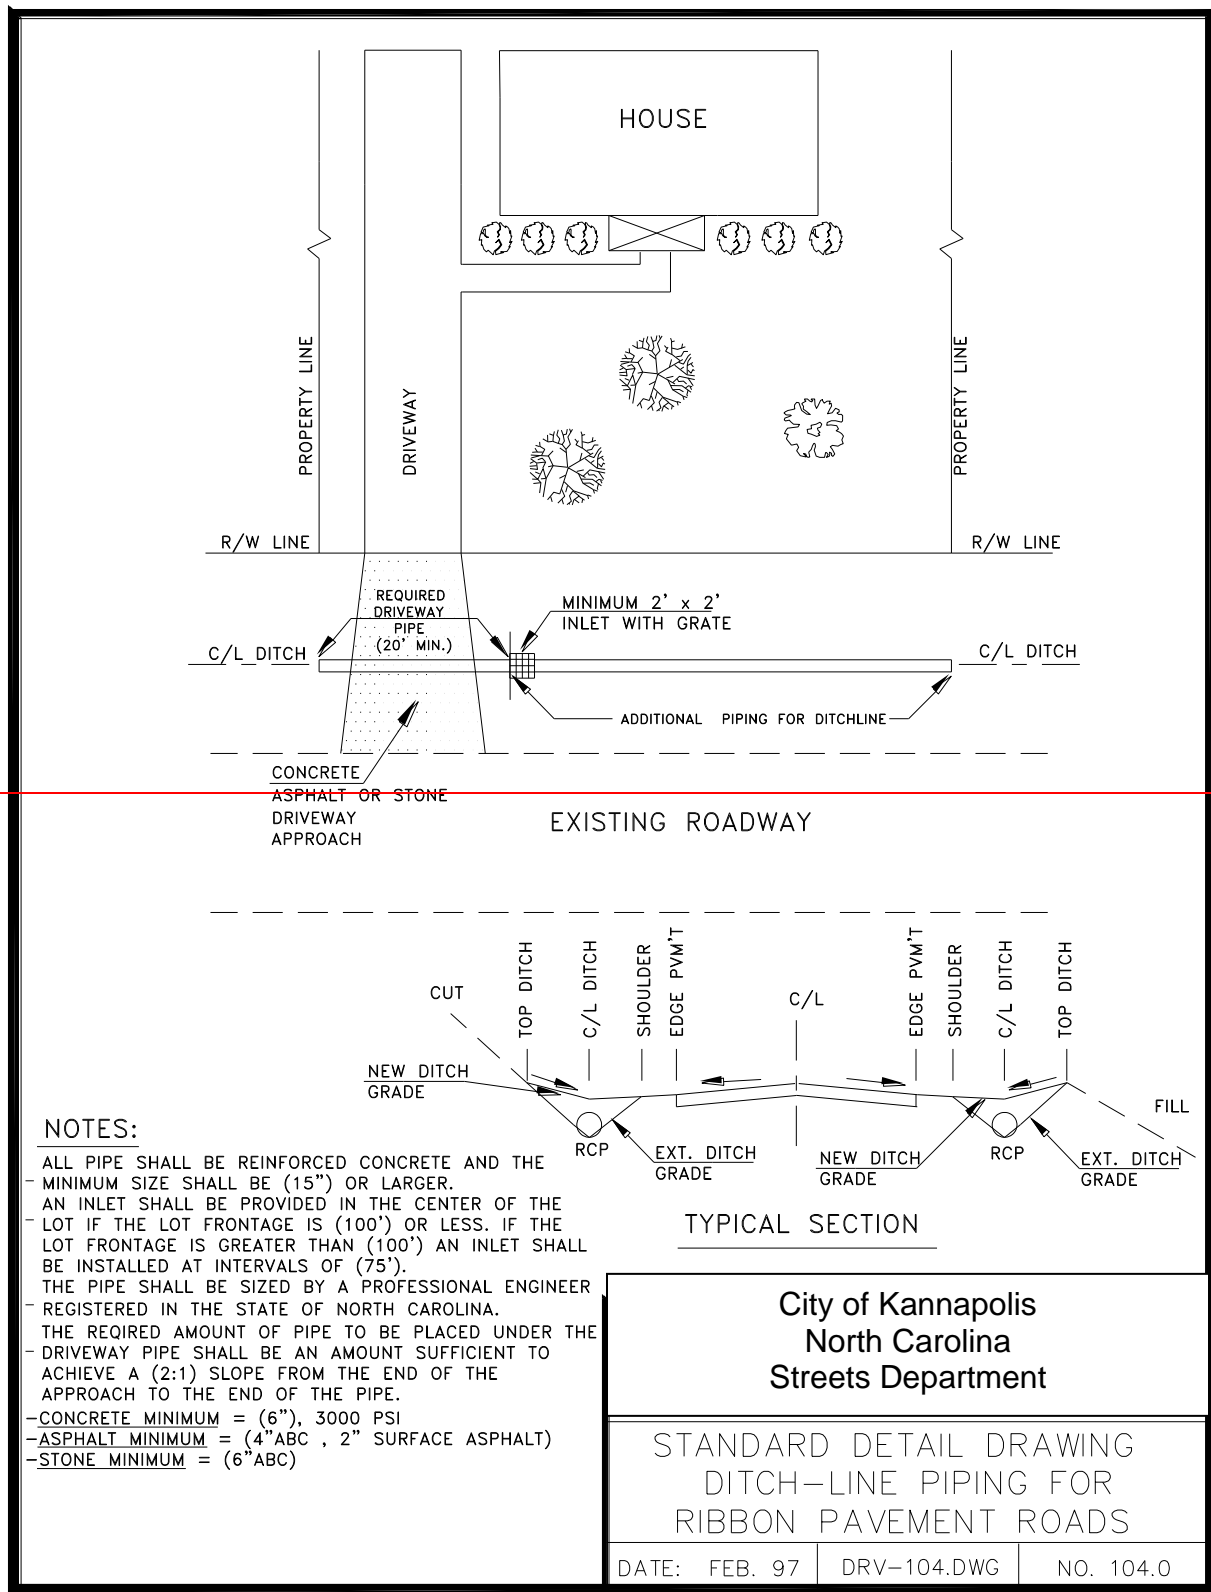 HOUSE
PROPERTY LINE
DRIVEWAY
PROPERTY LINE
R/W LINE
R/W LINE
REQUIRED
DRIVEWAY
PIPE
(20' MIN.)
MINIMUM 2' x 2'
INLET WITH GRATE
C/L DITCH
C/L DITCH
ADDITIONAL PIPING FOR DITCHLINE
CONCRETE
ASPHALT OR STONE
DRIVEWAY
APPROACH
EXISTING ROADWAY
TOP DITCH
C/L DITCH
SHOULDER
EDGE PVM'T
C/L
EDGE PVM'T
SHOULDER
C/L DITCH
TOP DITCH
CUT
NEW DITCH
GRADE
FILL
RCP
EXT. DITCH
GRADE
NEW DITCH
GRADE
RCP
EXT. DITCH
GRADE
TYPICAL SECTION
NOTES:
ALL PIPE SHALL BE REINFORCED CONCRETE AND THE
- MINIMUM SIZE SHALL BE (15") OR LARGER.
AN INLET SHALL BE PROVIDED IN THE CENTER OF THE
- LOT IF THE LOT FRONTAGE IS (100') OR LESS. IF THE
LOT FRONTAGE IS GREATER THAN (100') AN INLET SHALL
BE INSTALLED AT INTERVALS OF (75').
THE PIPE SHALL BE SIZED BY A PROFESSIONAL ENGINEER
- REGISTERED IN THE STATE OF NORTH CAROLINA.
THE REQIRED AMOUNT OF PIPE TO BE PLACED UNDER THE
- DRIVEWAY PIPE SHALL BE AN AMOUNT SUFFICIENT TO
ACHIEVE A (2:1) SLOPE FROM THE END OF THE
APPROACH TO THE END OF THE PIPE.
-CONCRETE MINIMUM = (6"), 3000 PSI
-ASPHALT MINIMUM = (4"ABC , 2" SURFACE ASPHALT)
-STONE MINIMUM = (6"ABC)
City of Kannapolis
North Carolina
Streets Department
STANDARD DETAIL DRAWING
DITCH-LINE PIPING FOR
RIBBON PAVEMENT ROADS
DATE: FEB. 97
DRV-104.DWG
NO. 104.0